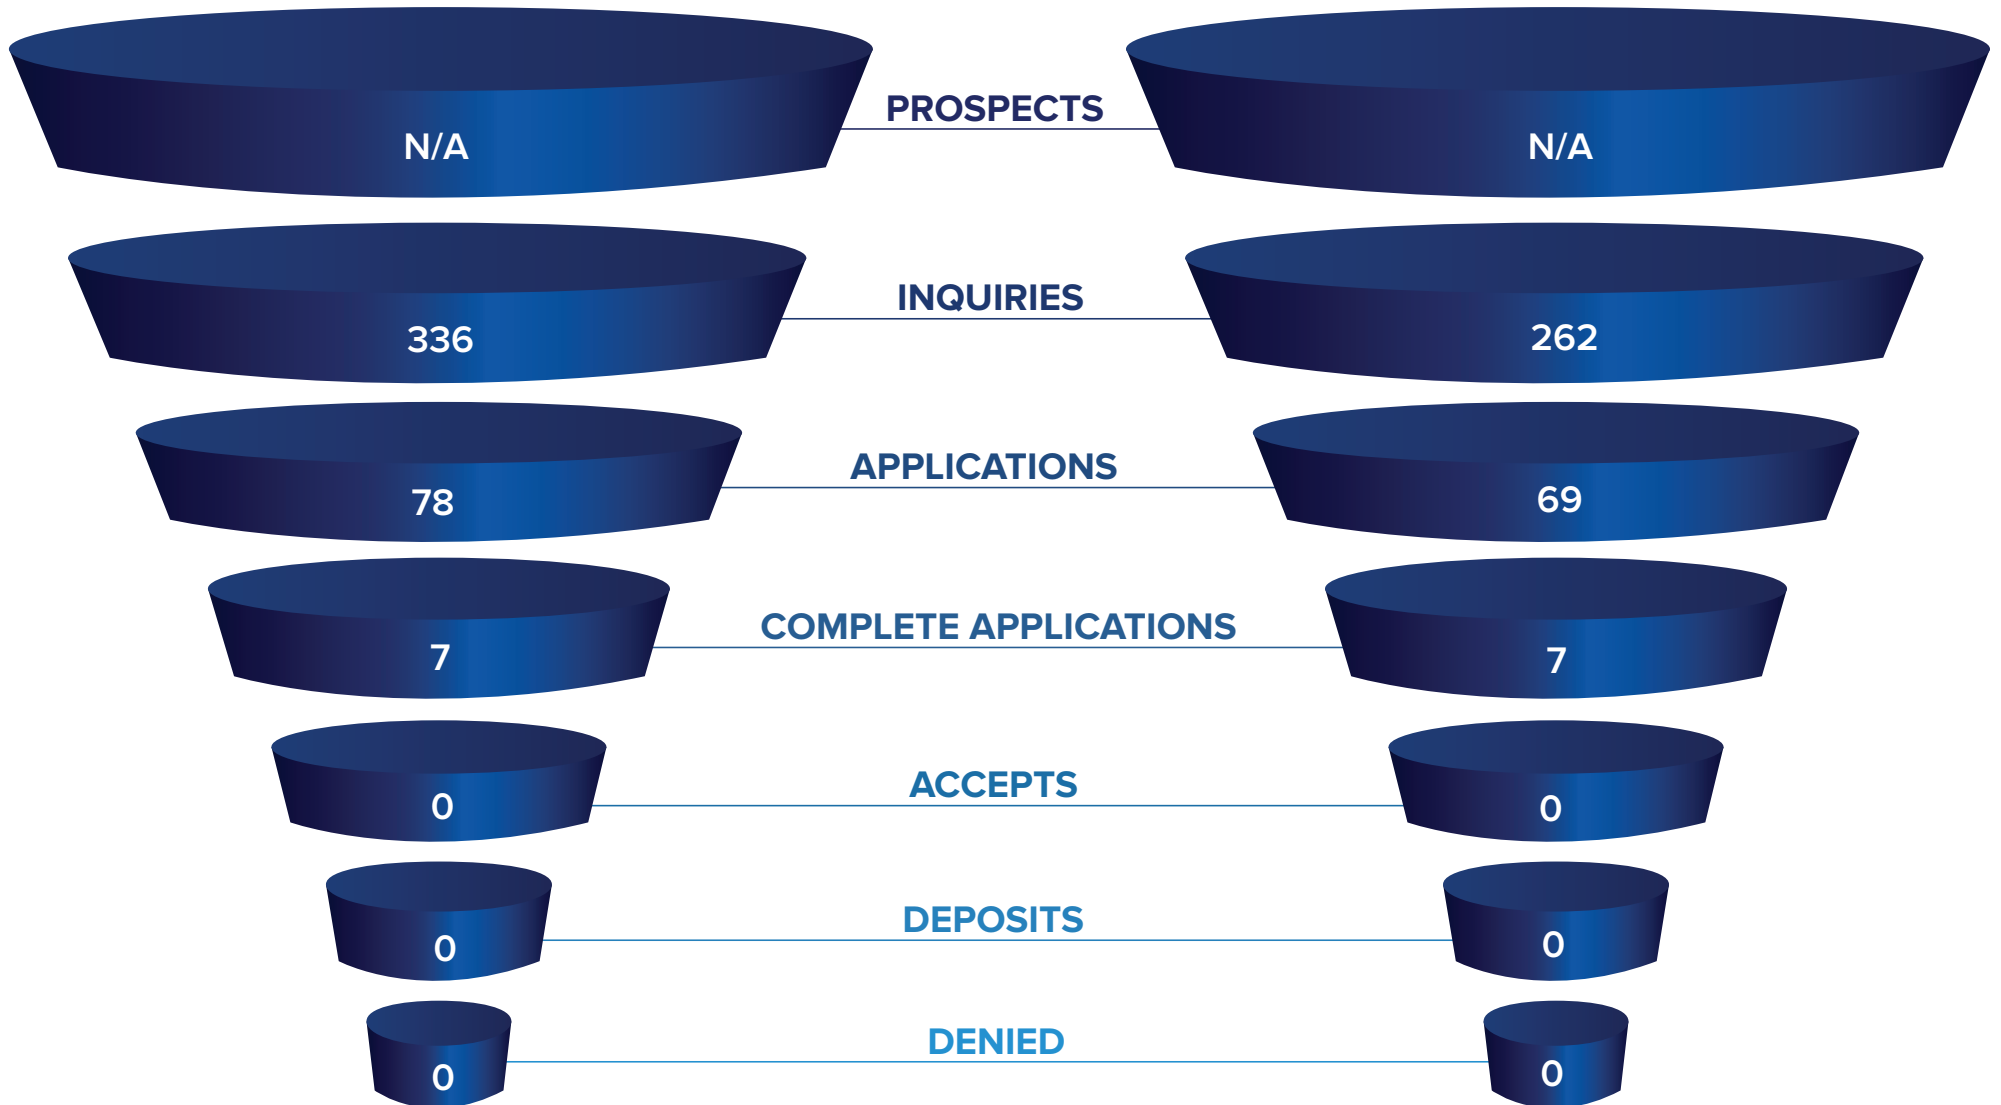 PROSPECTS
N/A
N/A
INQUIRIES
336
262
APPLICATIONS
78
69
COMPLETE APPLICATIONS
7
7
ACCEPTS
0
0
DEPOSITS
0
0
DENIED
0
0